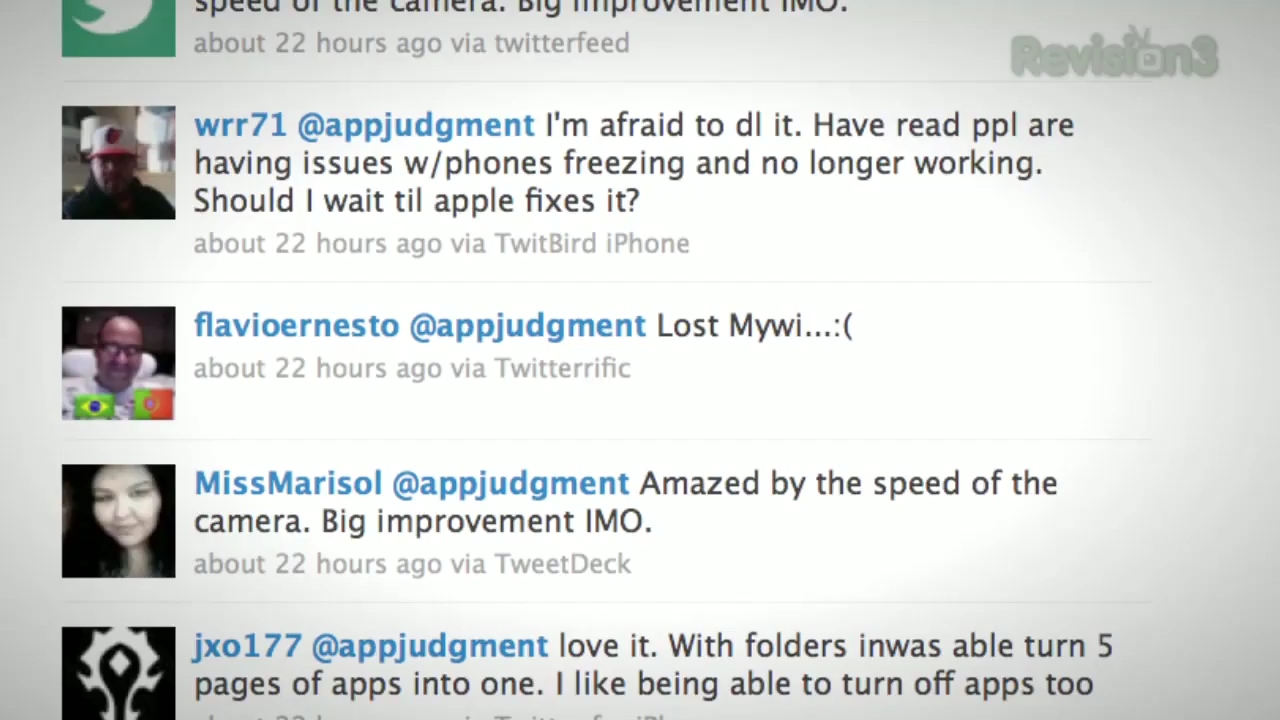 speed of the camera. Big improvement IMO.
about 22 hours ago via twitterfeed
Revision3
wrr71 @appjudgment I'm afraid to dl it. Have read ppl are
having issues w/phones freezing and no longer working.
Should I wait til apple fixes it?
about 22 hours ago via TwitBird iPhone
flavioernesto @appjudgment Lost Mywi...:(
about 22 hours ago via Twitterrific
MissMarisol @appjudgment Amazed by the speed of the
camera. Big improvement IMO.
about 22 hours ago via TweetDeck
jxo177 @appjudgment love it. With folders inwas able turn 5
pages of apps into one. I like being able to turn off apps too